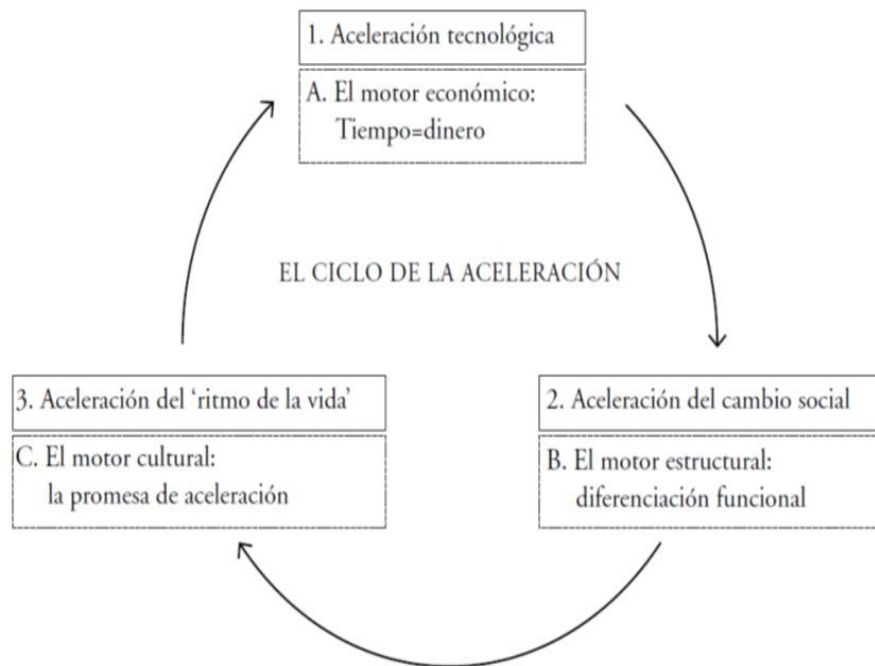 1. Aceleración tecnológica
A. El motor económico:
Tiempo=dinero
EL CICLO DE LA ACELERACIÓN
3. Aceleración del ‘ritmo de la vida’
C. El motor cultural:
la promesa de aceleración
2. Aceleración del cambio social
B. El motor estructural:
diferenciación funcional